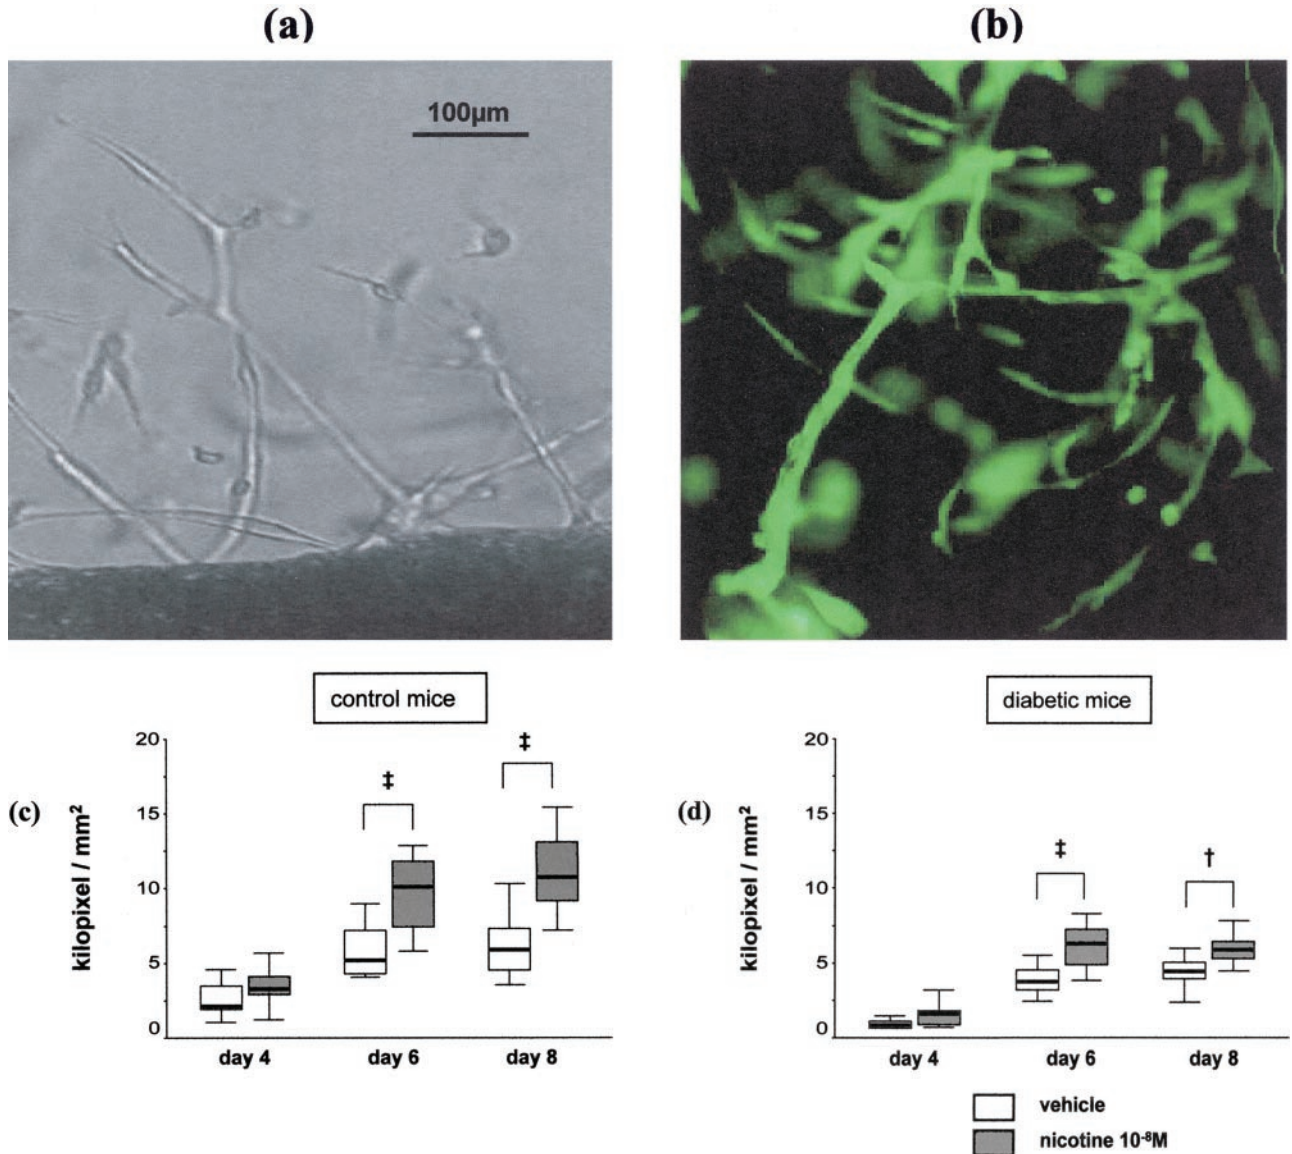 (a)
(b)
100μm
control mice
diabetic mice
(c)
kilopixel / mm²
20
15
10
5
0
‡
‡
day 4
day 6
day 8
(d)
kilopixel / mm²
20
15
10
5
0
‡
†
day 4
day 6
day 8
vehicle
nicotine 10⁻⁸M